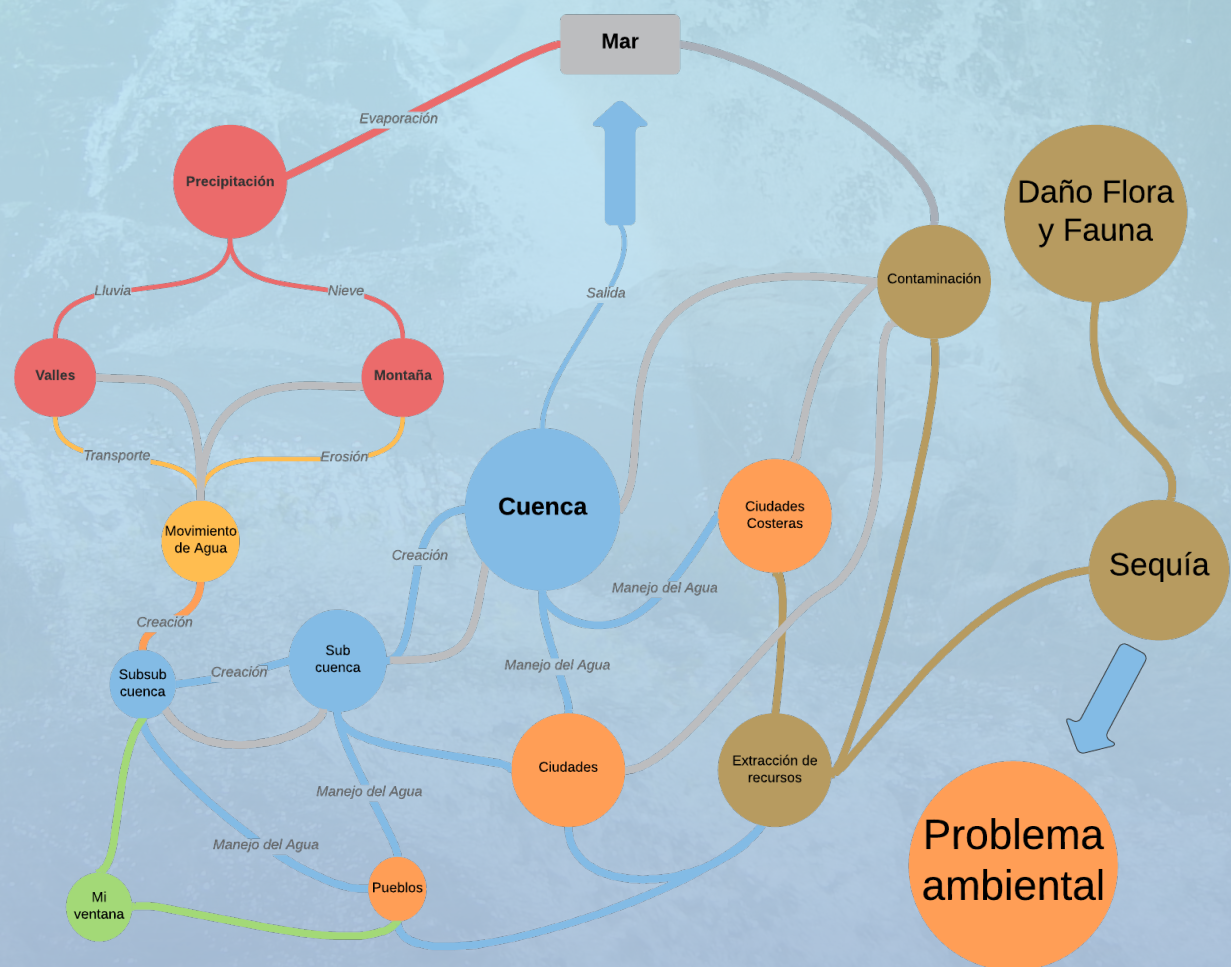 Mar
Evaporación
Precipitación
Daño Flora
y Fauna
Contaminación
Lluvia
Nieve
Salida
Valles
Montaña
Transporte
Erosión
Cuenca
Ciudades
Costeras
Movimiento
de Agua
Creación
Sequía
Manejo del Agua
Creación
Sub
cuenca
Manejo del Agua
Subsub
cuenca
Creación
Ciudades
Extracción de
recursos
Manejo del Agua
Problema
ambiental
Manejo del Agua
Pueblos
Mi
ventana